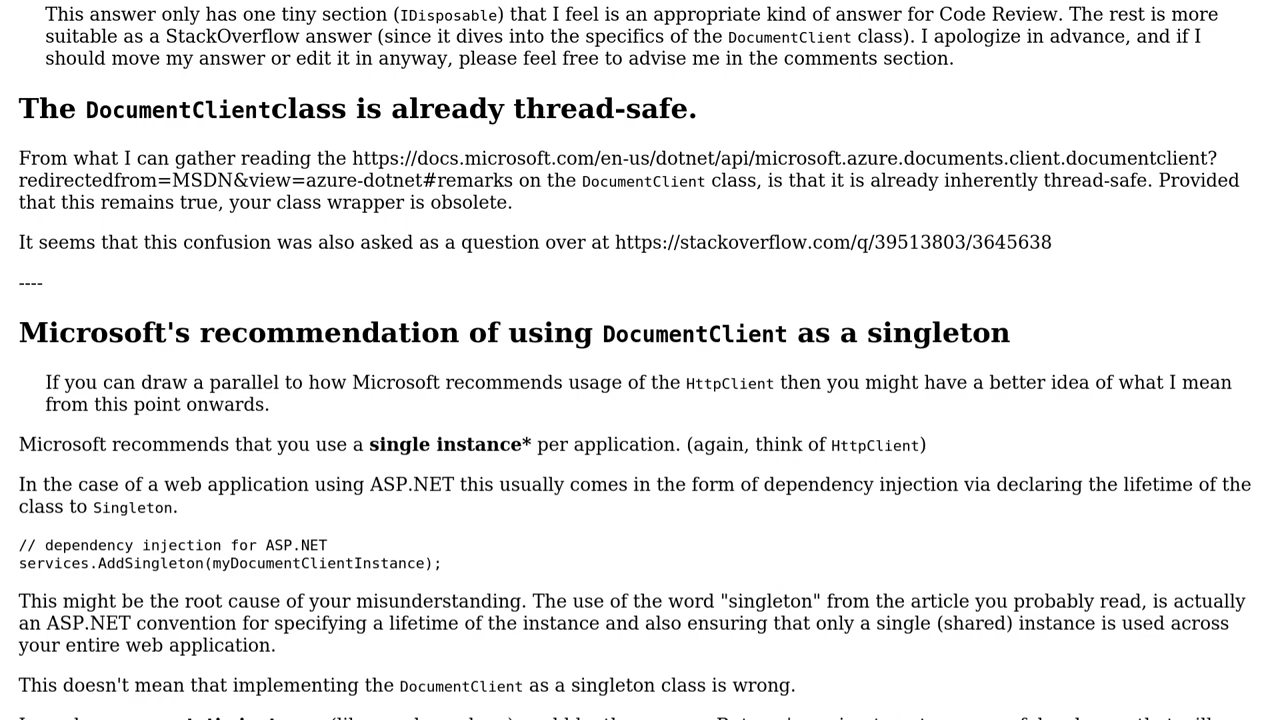 This answer only has one tiny section (IDisposable) that I feel is an appropriate kind of answer for Code Review. The rest is more
suitable as a StackOverflow answer (since it dives into the specifics of the DocumentClient class). I apologize in advance, and if I
should move my answer or edit it in anyway, please feel free to advise me in the comments section.
The DocumentClientclass is already thread-safe.
From what I can gather reading the https://docs.microsoft.com/en-us/dotnet/api/microsoft.azure.documents.client.documentclient?
redirectedfrom=MSDN&view=azure-dotnet#remarks on the DocumentClient class, is that it is already inherently thread-safe. Provided
that this remains true, your class wrapper is obsolete.
It seems that this confusion was also asked as a question over at https://stackoverflow.com/q/39513803/3645638
----
Microsoft's recommendation of using DocumentClient as a singleton
If you can draw a parallel to how Microsoft recommends usage of the HttpClient then you might have a better idea of what I mean
from this point onwards.
Microsoft recommends that you use a single instance* per application. (again, think of HttpClient)
In the case of a web application using ASP.NET this usually comes in the form of dependency injection via declaring the lifetime of the
class to Singleton.
// dependency injection for ASP.NET
services.AddSingleton(myDocumentClientInstance);
This might be the root cause of your misunderstanding. The use of the word "singleton" from the article you probably read, is actually
an ASP.NET convention for specifying a lifetime of the instance and also ensuring that only a single (shared) instance is used across
your entire web application.
This doesn't mean that implementing the DocumentClient as a singleton class is wrong.